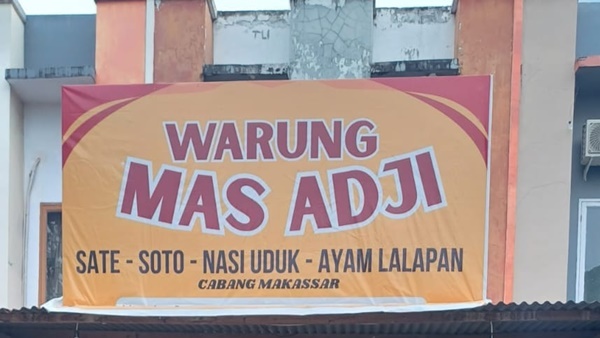 WARUNG
MAS ADJI
SATE - SOTO - NASI UDUK - AYAM LALAPAN
CABANG MAKASSAR